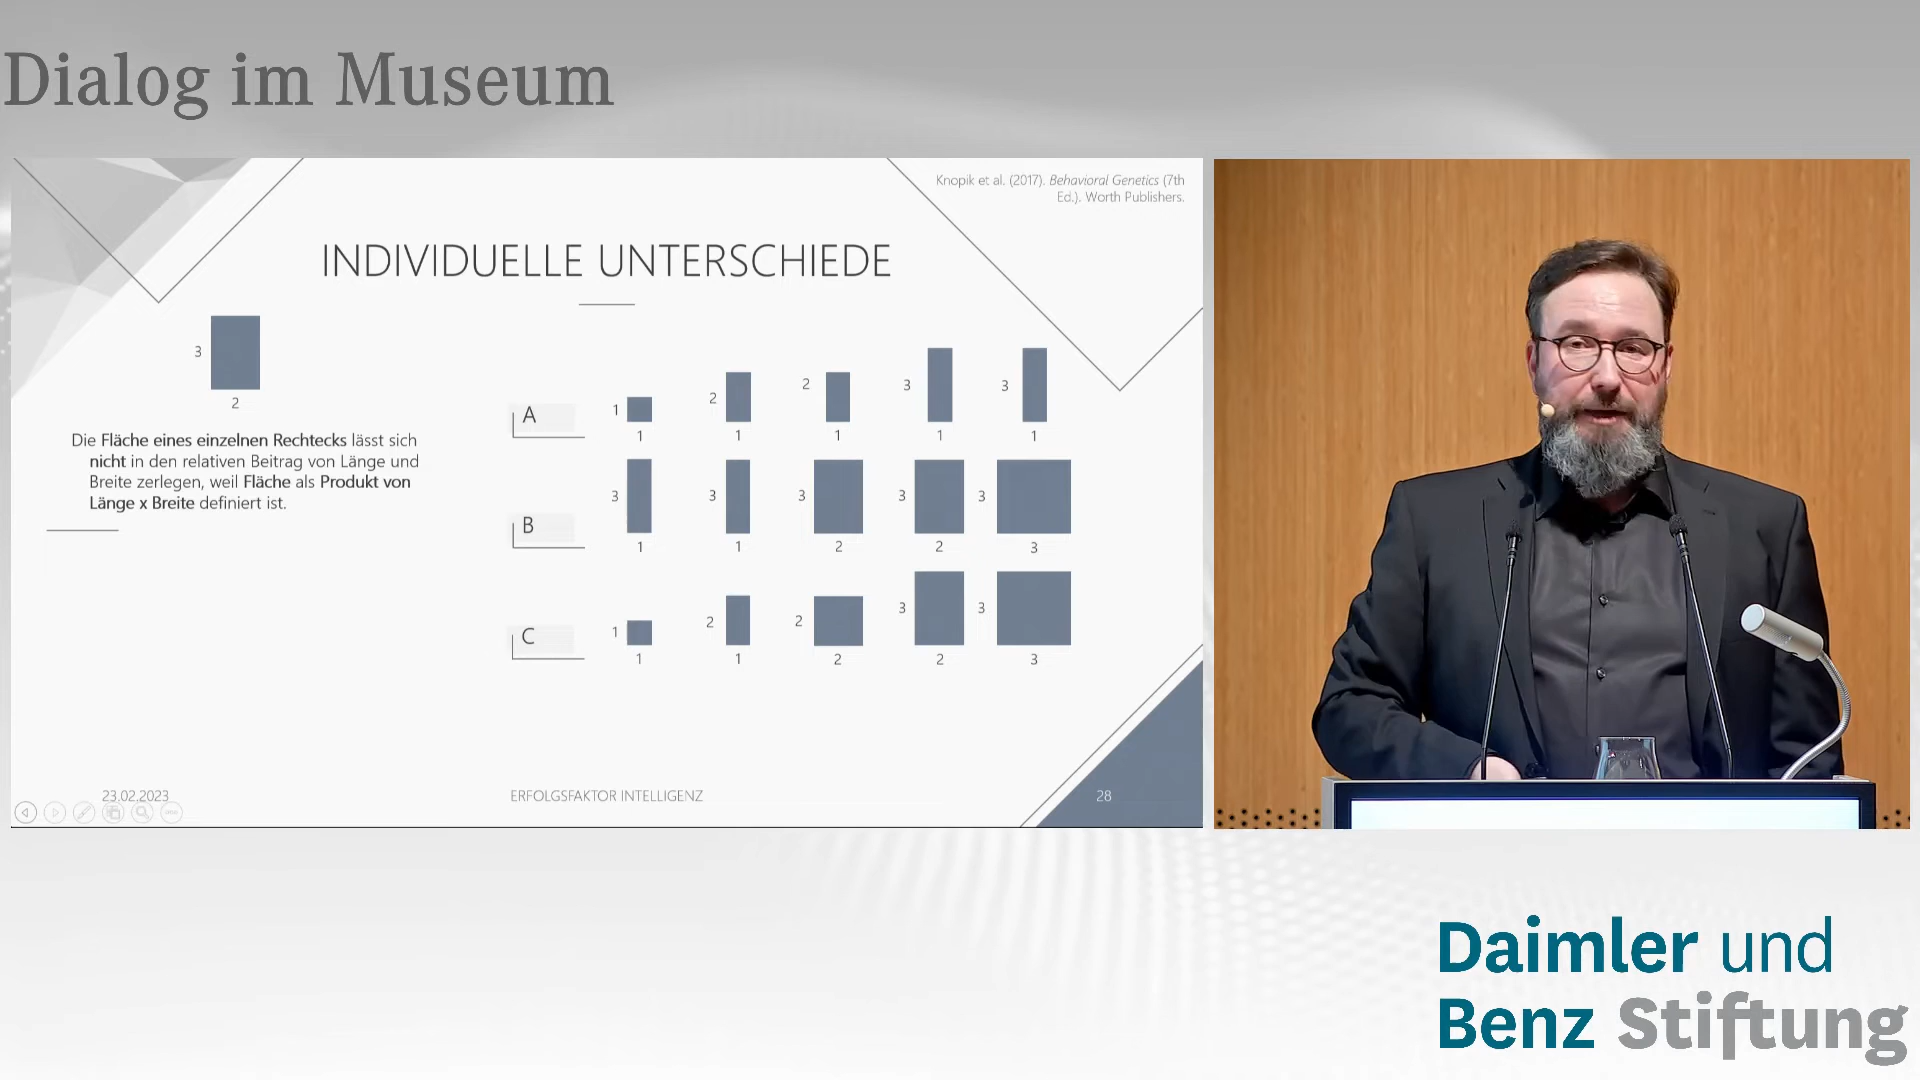 Dialog im Museum
Knopik et al. (2017). Behavioral Genetics (7th
Ed.). Worth Publishers.
INDIVIDUELLE UNTERSCHIEDE
3
2
Die Fläche eines einzelnen Rechtecks lässt sich
nicht in den relativen Beitrag von Länge und
Breite zerlegen, weil Fläche als Produkt von
Länge x Breite definiert ist.
A
1 2 2 3 3
1 1 1 1 1
B
3 3 3 3 3
1 1 2 2 3
C
1 2 2 3 3
1 1 2 2 3
23.02.2023
ERFOLGSFAKTOR INTELLIGENZ
28
Daimler und
Benz Stiftung